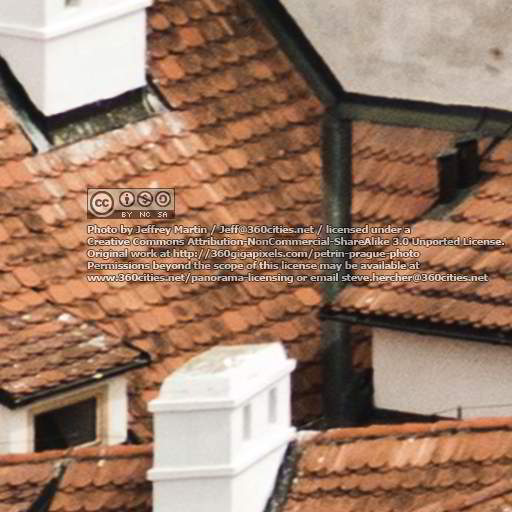 cc
BY NC SA
Photo by Jeffrey Martin / Jeff@360cities.net / licensed under a
Creative Commons Attribution-NonCommercial-ShareAlike 3.0 Unported License.
Original work at http://360gigapixels.com/petrin-prague-photo
Permissions beyond the scope of this license may be available at
www.360cities.net/panorama-licensing or email steve.hercher@360cities.net